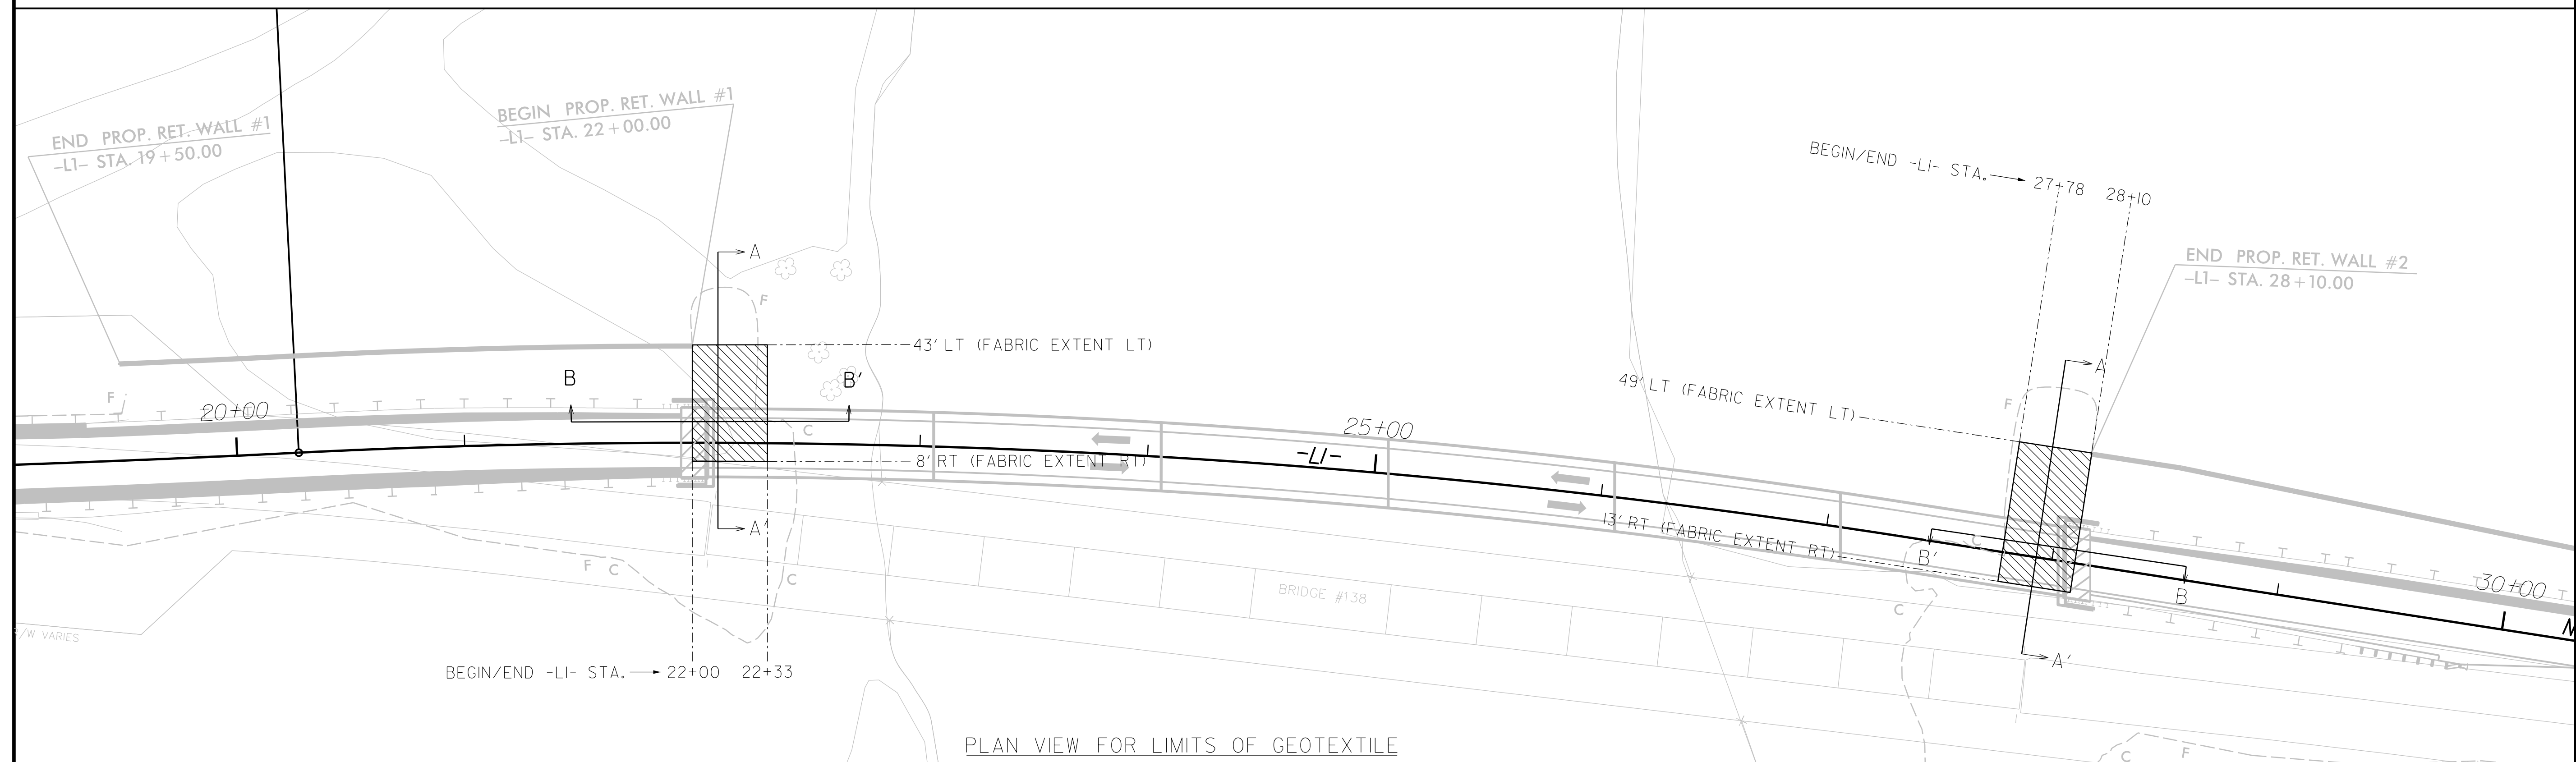 END PROP. RET. WALL #1
-L1- STA. 19+50.00
BEGIN PROP. RET. WALL #1
-L1- STA. 22+00.00
BEGIN/END -L1- STA. 27+78 28+10
END PROP. RET. WALL #2
-L1- STA. 28+10.00
A
F
43' LT (FABRIC EXTENT LT)
A
49' LT (FABRIC EXTENT LT)
B
B'
F
F
20+00
25+00
C
-L1-
8' RT (FABRIC EXTENT RT)
A'
13' RT (FABRIC EXTENT RT)
C
B'
B
30+00
F C
C
BRIDGE #138
C
/W VARIES
A'
BEGIN/END -L1- STA. 22+00 22+33
PLAN VIEW FOR LIMITS OF GEOTEXTILE
C F